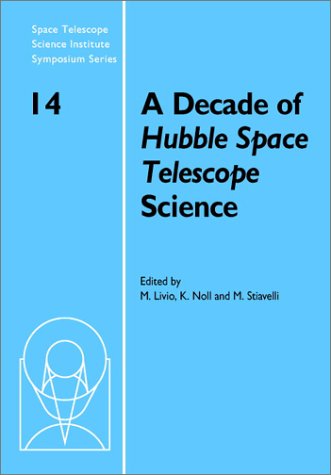 Space Telescope
Science Institute
Symposium Series
14
A Decade of
Hubble Space
Telescope
Science
Edited by
M. Livio, K. Noll and M. Stiavelli